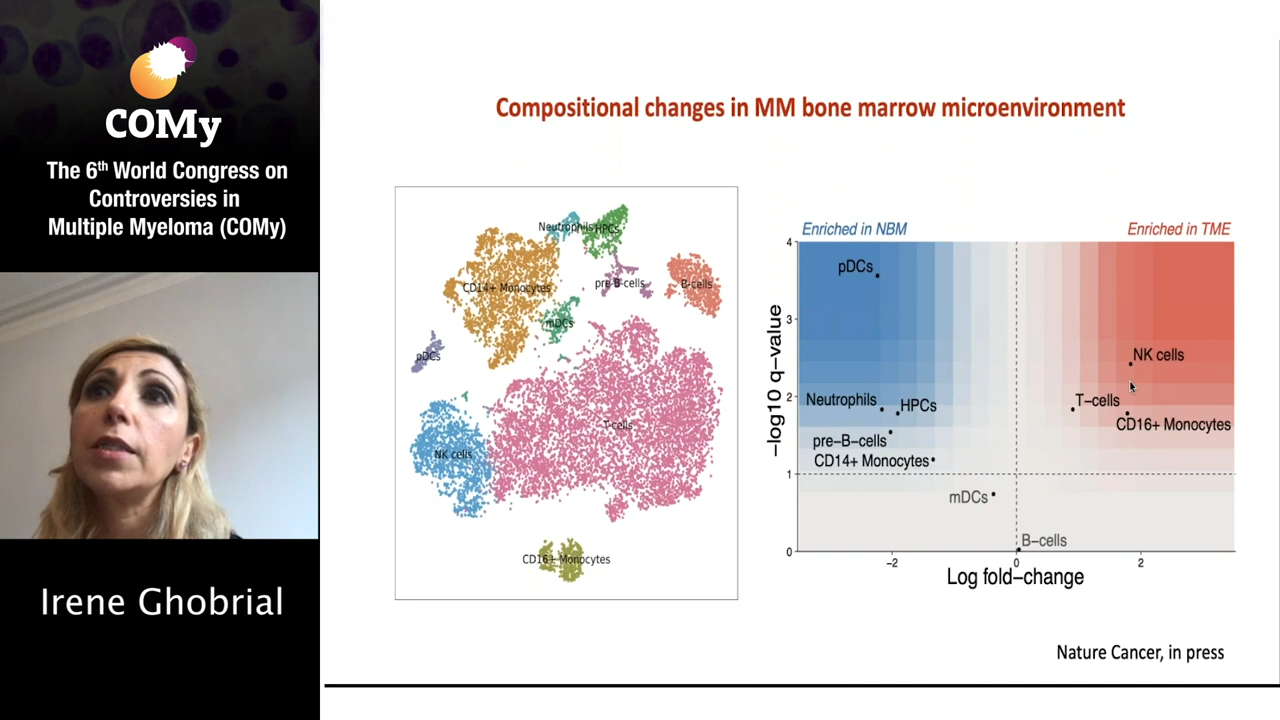 COMy
The 6th World Congress on
Controversies in
Multiple Myeloma (COMy)
Irene Ghobrial
Compositional changes in MM bone marrow microenvironment
Neutrophils
HPCs
CD14+ Monocytes
pre-B-cells
B-cells
mDCs
pDCs
T-cells
NK cells
CD16+ Monocytes
Enriched in NBM
Enriched in TME
−log10 q−value
4
3
2
1
0
pDCs
NK cells
Neutrophils
HPCs
T−cells
CD16+ Monocytes
pre−B−cells
CD14+ Monocytes
mDCs
B−cells
−2
0
2
Log fold−change
Nature Cancer, in press